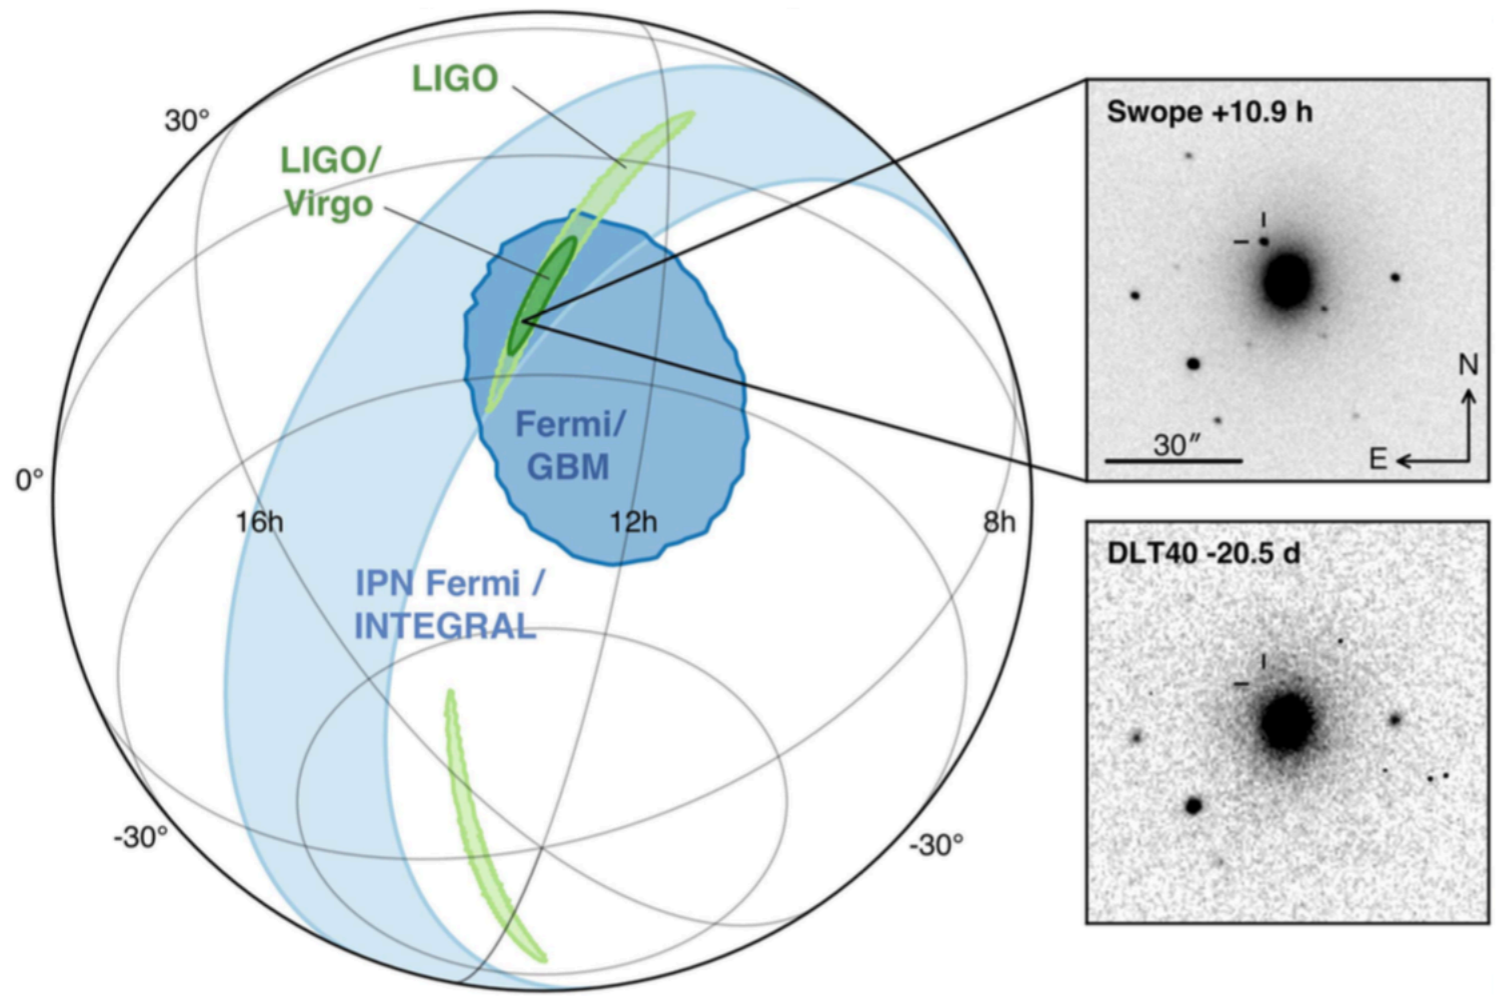 LIGO
30°
LIGO/
Virgo
Fermi/
GBM
0°
16h
12h
8h
IPN Fermi /
INTEGRAL
-30°
-30°
Swope +10.9 h
N
30″
E
DLT40 -20.5 d